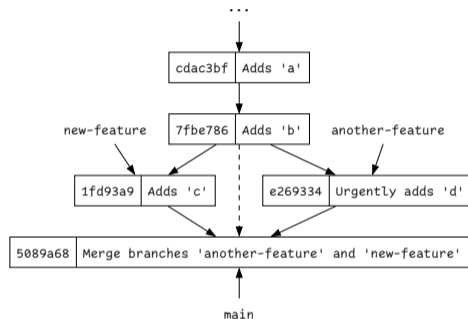 ...
cdac3bf Adds 'a'
7fbe786 Adds 'b'
new-feature
another-feature
1fd93a9 Adds 'c'
e269334 Urgently adds 'd'
5089a68 Merge branches 'another-feature' and 'new-feature'
main